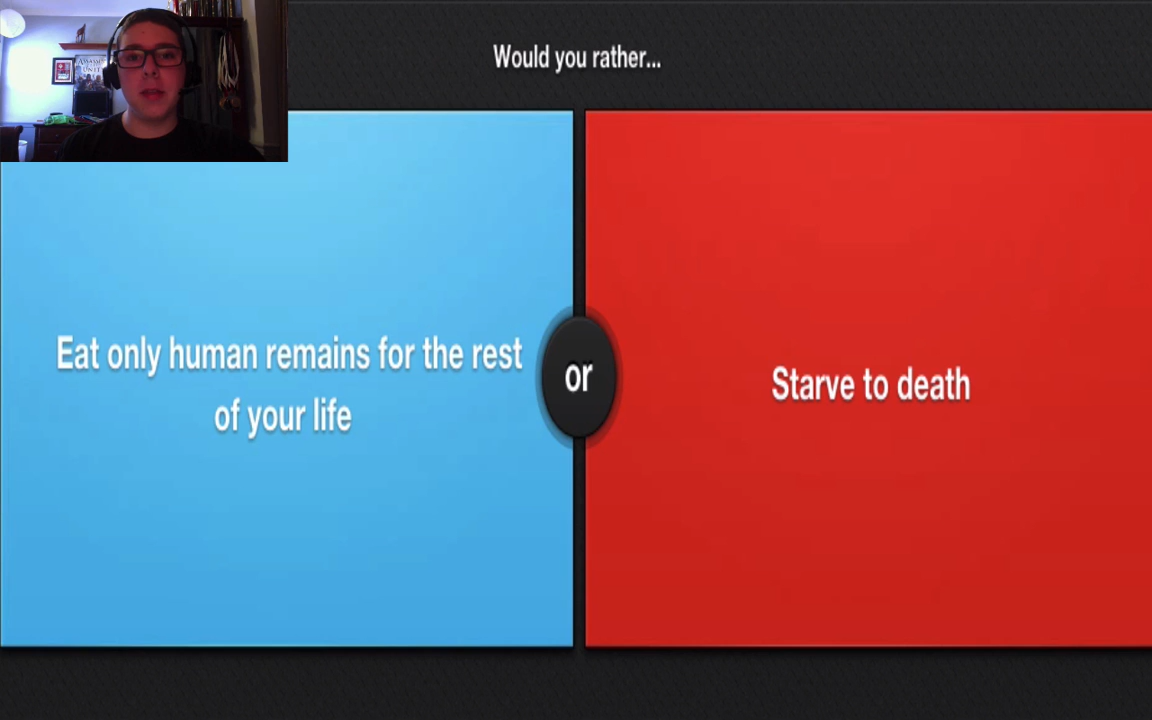 Would you rather...
Eat only human remains for the rest
of your life
or
Starve to death